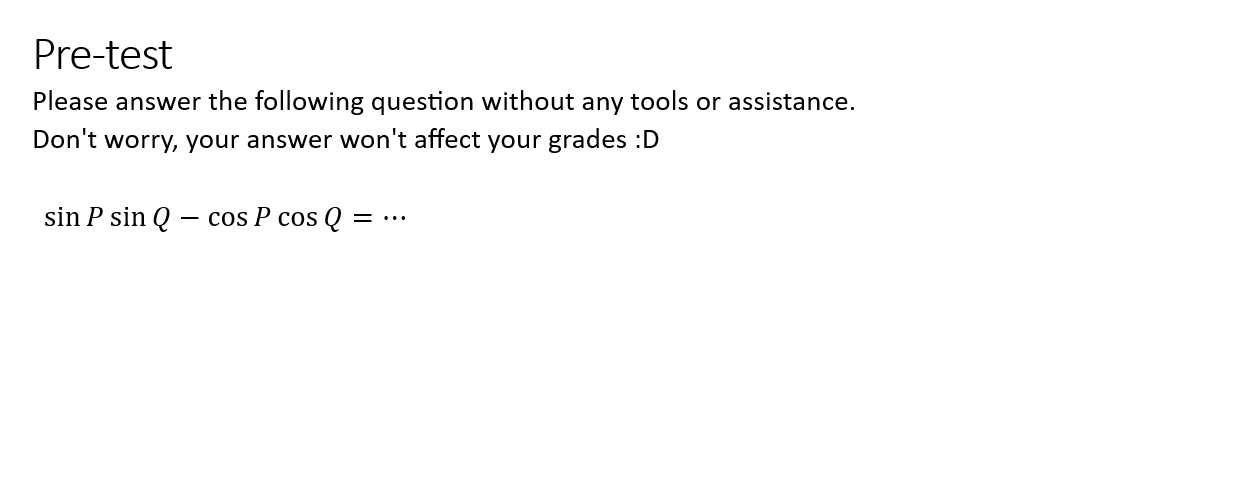 Pre-test
Please answer the following question without any tools or assistance.
Don't worry, your answer won't affect your grades :D
sin P sin Q − cos P cos Q = ⋯